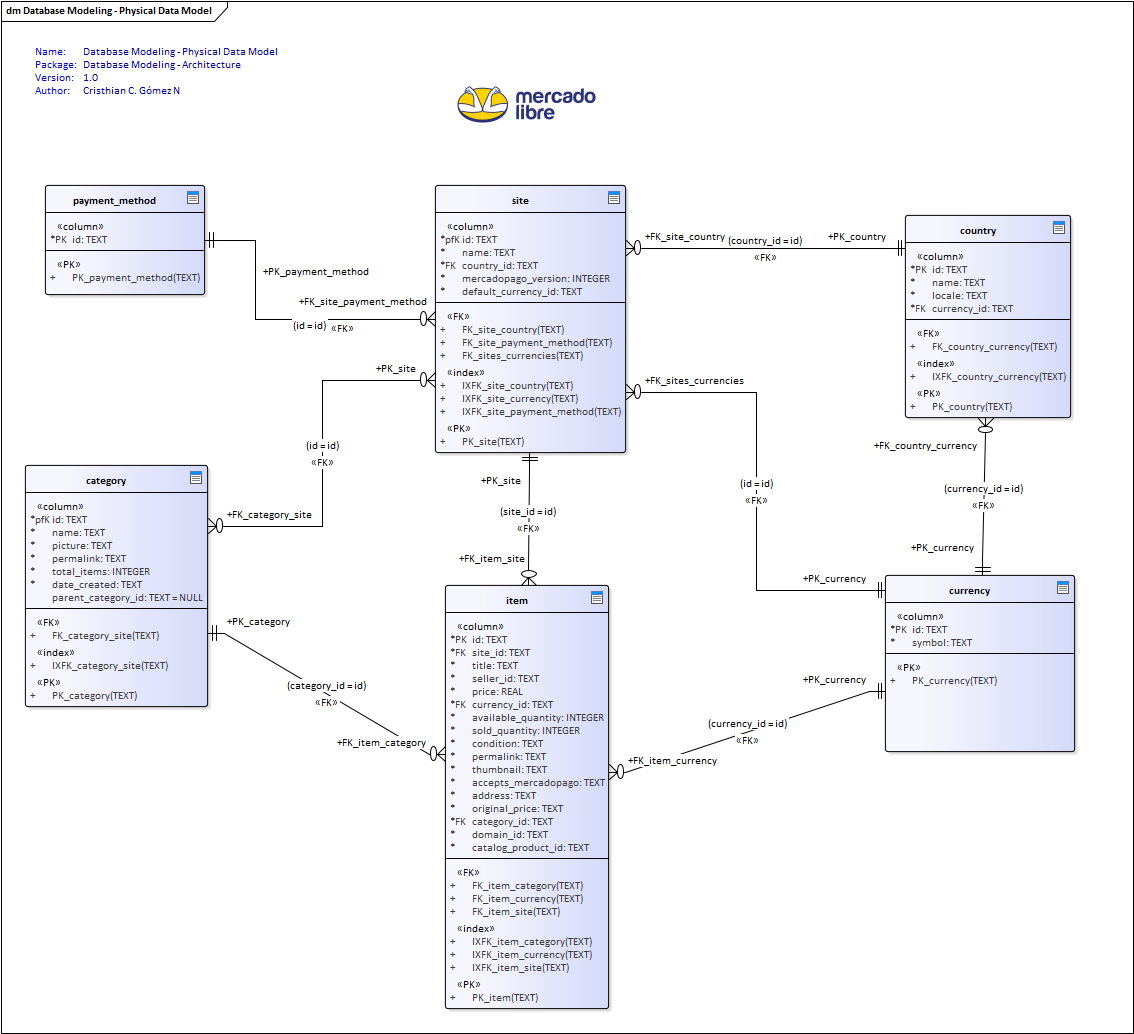 dm Database Modeling - Physical Data Model
Name: Database Modeling - Physical Data Model
Package: Database Modeling - Architecture
Version: 1.0
Author: Cristhian C. Gómez N
mercado
libre
payment_method
«column»
*PK id: TEXT
«PK»
+ PK_payment_method(TEXT)
+PK_payment_method
+FK_site_payment_method
(id = id)
«FK»
site
«column»
*pfK id: TEXT
* name: TEXT
*FK country_id: TEXT
* mercadopago_version: INTEGER
* default_currency_id: TEXT
«FK»
+ FK_site_country(TEXT)
+ FK_site_payment_method(TEXT)
+ FK_sites_currencies(TEXT)
«index»
+ IXFK_site_country(TEXT)
+ IXFK_site_currency(TEXT)
+ IXFK_site_payment_method(TEXT)
«PK»
+ PK_site(TEXT)
+FK_site_country
(country_id = id)
«FK»
+PK_country
country
«column»
*PK id: TEXT
* name: TEXT
* locale: TEXT
*FK currency_id: TEXT
«FK»
+ FK_country_currency(TEXT)
«index»
+ IXFK_country_currency(TEXT)
«PK»
+ PK_country(TEXT)
+PK_site
(id = id)
«FK»
+FK_category_site
+FK_sites_currencies
(id = id)
«FK»
+PK_currency
+FK_country_currency
(currency_id = id)
«FK»
+PK_currency
category
«column»
*pfK id: TEXT
* name: TEXT
* picture: TEXT
* permalink: TEXT
* total_items: INTEGER
* date_created: TEXT
parent_category_id: TEXT = NULL
«FK»
+ FK_category_site(TEXT)
«index»
+ IXFK_category_site(TEXT)
«PK»
+ PK_category(TEXT)
+PK_site
(site_id = id)
«FK»
+FK_item_site
+PK_category
(category_id = id)
«FK»
+FK_item_category
item
«column»
*PK id: TEXT
*FK site_id: TEXT
* title: TEXT
* seller_id: TEXT
* price: REAL
*FK currency_id: TEXT
* available_quantity: INTEGER
* sold_quantity: INTEGER
* condition: TEXT
* permalink: TEXT
* thumbnail: TEXT
* accepts_mercadopago: TEXT
* address: TEXT
* original_price: TEXT
*FK category_id: TEXT
* domain_id: TEXT
* catalog_product_id: TEXT
«FK»
+ FK_item_category(TEXT)
+ FK_item_currency(TEXT)
+ FK_item_site(TEXT)
«index»
+ IXFK_item_category(TEXT)
+ IXFK_item_currency(TEXT)
+ IXFK_item_site(TEXT)
«PK»
+ PK_item(TEXT)
currency
«column»
*PK id: TEXT
* symbol: TEXT
«PK»
+ PK_currency(TEXT)
+PK_currency
(currency_id = id)
«FK»
+FK_item_currency